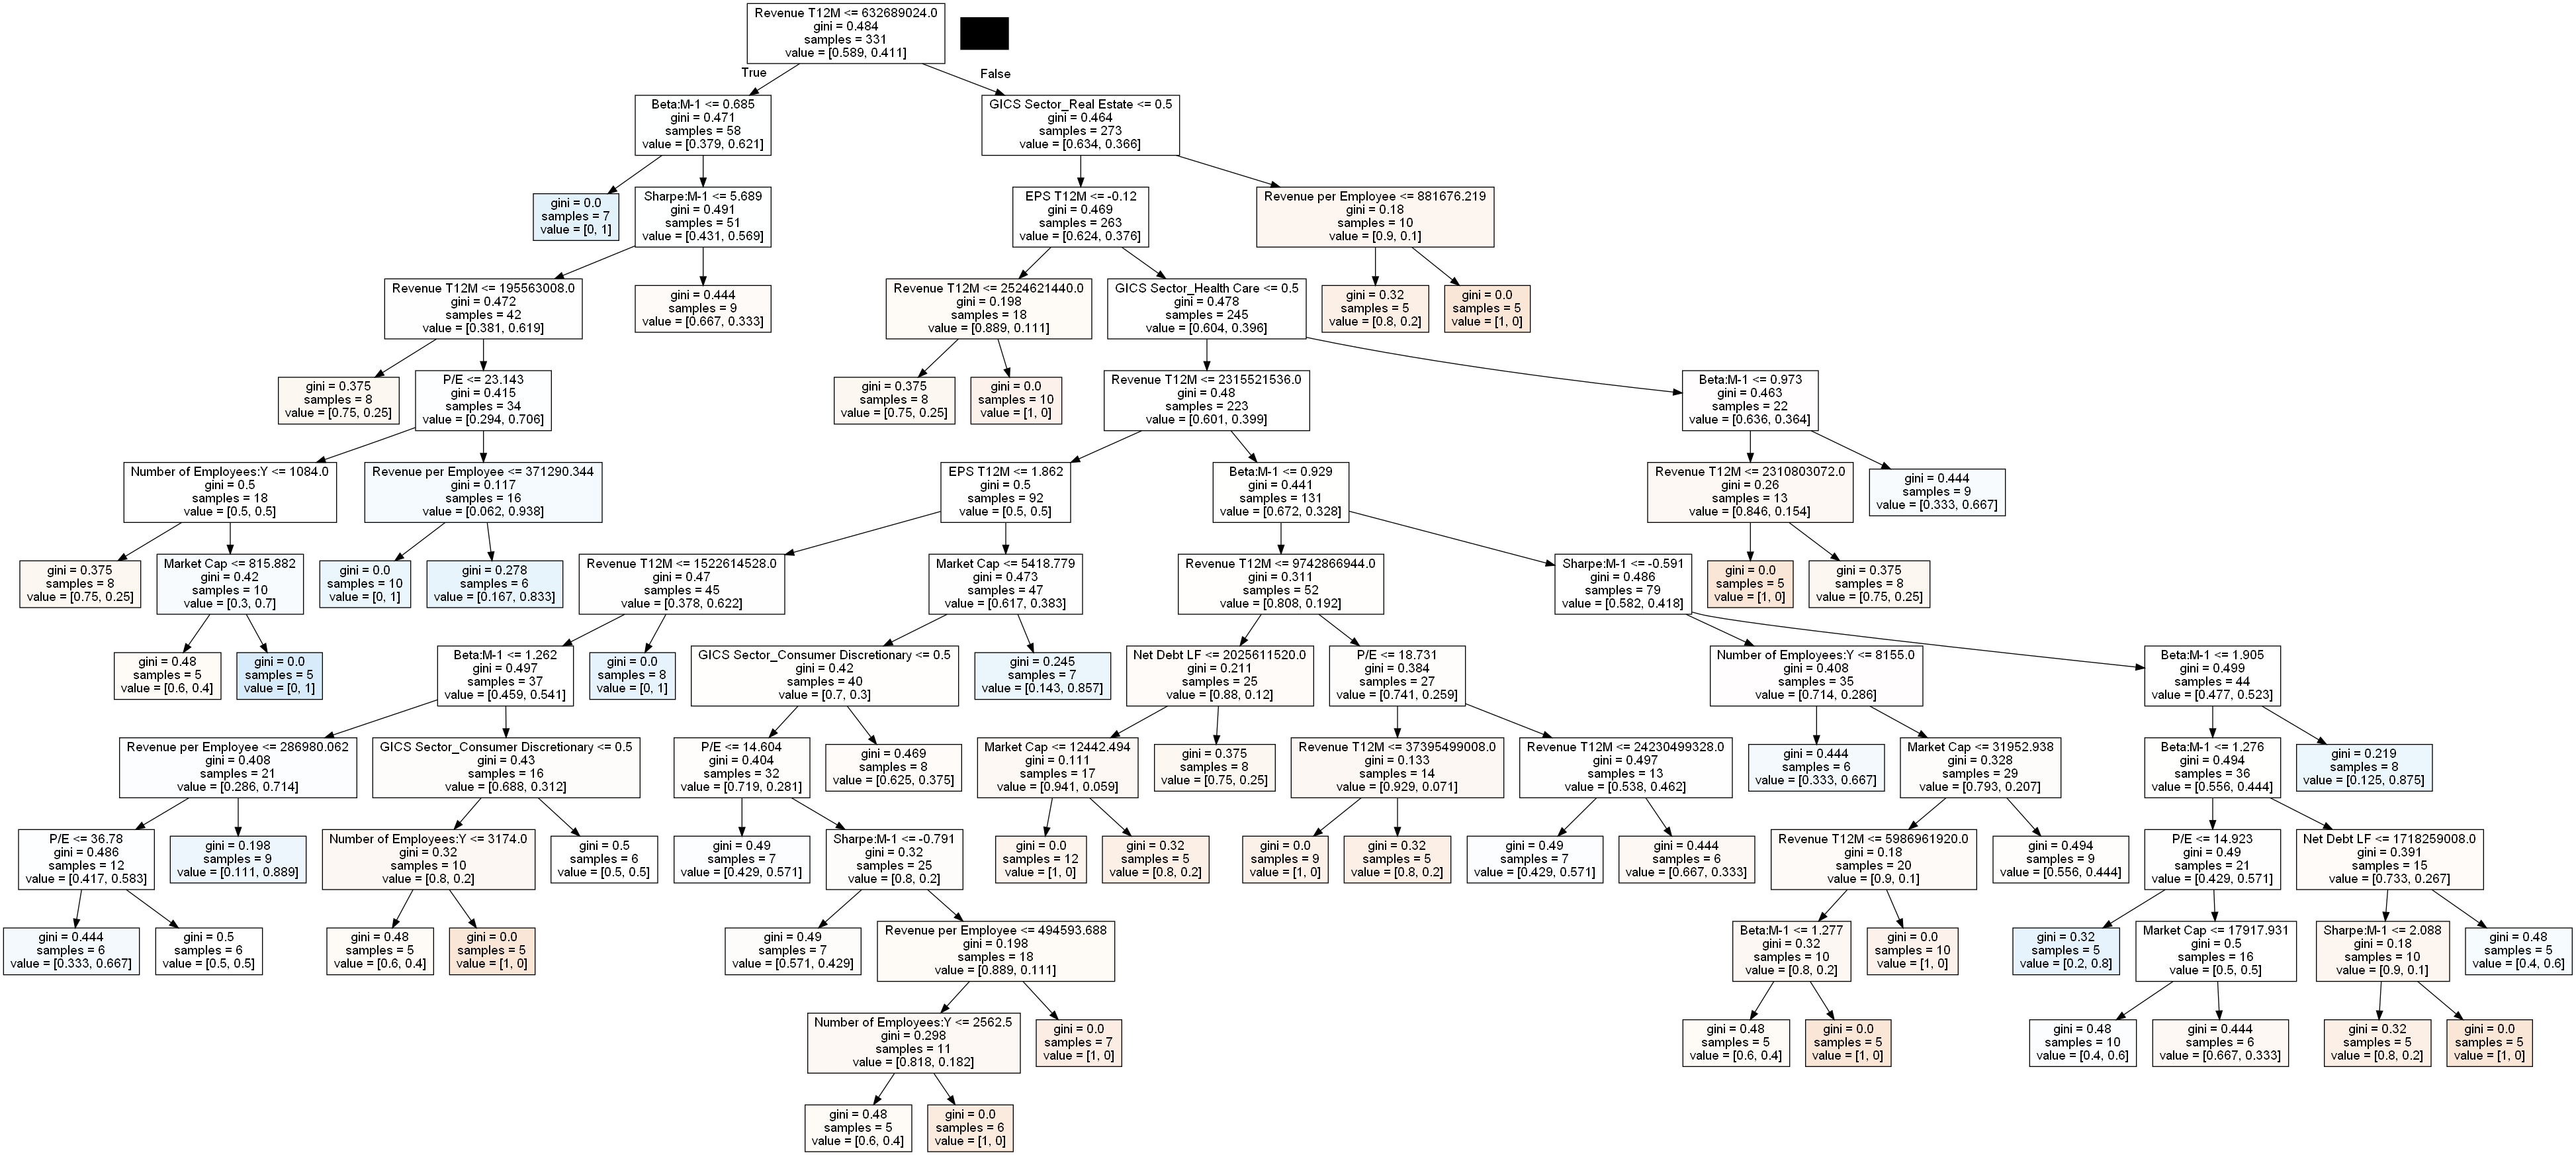 Revenue T12M <= 632689024.0
gini = 0.484
samples = 331
value = [0.589, 0.411]
True
False
Beta:M-1 <= 0.685
gini = 0.471
samples = 58
value = [0.379, 0.621]
GICS Sector_Real Estate <= 0.5
gini = 0.464
samples = 273
value = [0.634, 0.366]
gini = 0.0
samples = 7
value = [0, 1]
Sharpe:M-1 <= 5.689
gini = 0.491
samples = 51
value = [0.431, 0.569]
EPS T12M <= -0.12
gini = 0.469
samples = 263
value = [0.624, 0.376]
Revenue per Employee <= 881676.219
gini = 0.18
samples = 10
value = [0.9, 0.1]
Revenue T12M <= 195563008.0
gini = 0.472
samples = 42
value = [0.381, 0.619]
gini = 0.444
samples = 9
value = [0.667, 0.333]
Revenue T12M <= 2524621440.0
gini = 0.198
samples = 18
value = [0.889, 0.111]
GICS Sector_Health Care <= 0.5
gini = 0.478
samples = 245
value = [0.604, 0.396]
gini = 0.32
samples = 5
value = [0.8, 0.2]
gini = 0.0
samples = 5
value = [1, 0]
gini = 0.375
samples = 8
value = [0.75, 0.25]
P/E <= 23.143
gini = 0.415
samples = 34
value = [0.294, 0.706]
gini = 0.375
samples = 8
value = [0.75, 0.25]
gini = 0.0
samples = 10
value = [1, 0]
Revenue T12M <= 2315521536.0
gini = 0.48
samples = 223
value = [0.601, 0.399]
Beta:M-1 <= 0.973
gini = 0.463
samples = 22
value = [0.636, 0.364]
Number of Employees:Y <= 1084.0
gini = 0.5
samples = 18
value = [0.5, 0.5]
Revenue per Employee <= 371290.344
gini = 0.117
samples = 16
value = [0.062, 0.938]
EPS T12M <= 1.862
gini = 0.5
samples = 92
value = [0.5, 0.5]
Beta:M-1 <= 0.929
gini = 0.441
samples = 131
value = [0.672, 0.328]
Revenue T12M <= 2310803072.0
gini = 0.26
samples = 13
value = [0.846, 0.154]
gini = 0.444
samples = 9
value = [0.333, 0.667]
gini = 0.375
samples = 8
value = [0.75, 0.25]
Market Cap <= 815.882
gini = 0.42
samples = 10
value = [0.3, 0.7]
gini = 0.0
samples = 10
value = [0, 1]
gini = 0.278
samples = 6
value = [0.167, 0.833]
Revenue T12M <= 1522614528.0
gini = 0.47
samples = 45
value = [0.378, 0.622]
Market Cap <= 5418.779
gini = 0.473
samples = 47
value = [0.617, 0.383]
Revenue T12M <= 9742866944.0
gini = 0.311
samples = 52
value = [0.808, 0.192]
Sharpe:M-1 <= -0.591
gini = 0.486
samples = 79
value = [0.582, 0.418]
gini = 0.0
samples = 5
value = [1, 0]
gini = 0.375
samples = 8
value = [0.75, 0.25]
gini = 0.48
samples = 5
value = [0.6, 0.4]
gini = 0.0
samples = 5
value = [0, 1]
Beta:M-1 <= 1.262
gini = 0.497
samples = 37
value = [0.459, 0.541]
gini = 0.0
samples = 8
value = [0, 1]
GICS Sector_Consumer Discretionary <= 0.5
gini = 0.42
samples = 40
value = [0.7, 0.3]
gini = 0.245
samples = 7
value = [0.143, 0.857]
Net Debt LF <= 2025611520.0
gini = 0.211
samples = 25
value = [0.88, 0.12]
P/E <= 18.731
gini = 0.384
samples = 27
value = [0.741, 0.259]
Number of Employees:Y <= 8155.0
gini = 0.408
samples = 35
value = [0.714, 0.286]
Beta:M-1 <= 1.905
gini = 0.499
samples = 44
value = [0.477, 0.523]
Revenue per Employee <= 286980.062
gini = 0.408
samples = 21
value = [0.286, 0.714]
GICS Sector_Consumer Discretionary <= 0.5
gini = 0.43
samples = 16
value = [0.688, 0.312]
P/E <= 14.604
gini = 0.404
samples = 32
value = [0.719, 0.281]
gini = 0.469
samples = 8
value = [0.625, 0.375]
Market Cap <= 12442.494
gini = 0.111
samples = 17
value = [0.941, 0.059]
gini = 0.375
samples = 8
value = [0.75, 0.25]
Revenue T12M <= 37395499008.0
gini = 0.133
samples = 14
value = [0.929, 0.071]
Revenue T12M <= 24230499328.0
gini = 0.497
samples = 13
value = [0.538, 0.462]
gini = 0.444
samples = 6
value = [0.333, 0.667]
Market Cap <= 31952.938
gini = 0.328
samples = 29
value = [0.793, 0.207]
Beta:M-1 <= 1.276
gini = 0.494
samples = 36
value = [0.556, 0.444]
gini = 0.219
samples = 8
value = [0.125, 0.875]
P/E <= 36.78
gini = 0.486
samples = 12
value = [0.417, 0.583]
gini = 0.198
samples = 9
value = [0.111, 0.889]
Number of Employees:Y <= 3174.0
gini = 0.32
samples = 10
value = [0.8, 0.2]
gini = 0.5
samples = 6
value = [0.5, 0.5]
gini = 0.49
samples = 7
value = [0.429, 0.571]
Sharpe:M-1 <= -0.791
gini = 0.32
samples = 25
value = [0.8, 0.2]
gini = 0.0
samples = 12
value = [1, 0]
gini = 0.32
samples = 5
value = [0.8, 0.2]
gini = 0.0
samples = 9
value = [1, 0]
gini = 0.32
samples = 5
value = [0.8, 0.2]
gini = 0.49
samples = 7
value = [0.429, 0.571]
gini = 0.444
samples = 6
value = [0.667, 0.333]
Revenue T12M <= 5986961920.0
gini = 0.18
samples = 20
value = [0.9, 0.1]
gini = 0.494
samples = 9
value = [0.556, 0.444]
P/E <= 14.923
gini = 0.49
samples = 21
value = [0.429, 0.571]
Net Debt LF <= 1718259008.0
gini = 0.391
samples = 15
value = [0.733, 0.267]
gini = 0.444
samples = 6
value = [0.333, 0.667]
gini = 0.5
samples = 6
value = [0.5, 0.5]
gini = 0.48
samples = 5
value = [0.6, 0.4]
gini = 0.0
samples = 5
value = [1, 0]
gini = 0.49
samples = 7
value = [0.571, 0.429]
Revenue per Employee <= 494593.688
gini = 0.198
samples = 18
value = [0.889, 0.111]
Beta:M-1 <= 1.277
gini = 0.32
samples = 10
value = [0.8, 0.2]
gini = 0.0
samples = 10
value = [1, 0]
gini = 0.32
samples = 5
value = [0.2, 0.8]
Market Cap <= 17917.931
gini = 0.5
samples = 16
value = [0.5, 0.5]
Sharpe:M-1 <= 2.088
gini = 0.18
samples = 10
value = [0.9, 0.1]
gini = 0.48
samples = 5
value = [0.4, 0.6]
Number of Employees:Y <= 2562.5
gini = 0.298
samples = 11
value = [0.818, 0.182]
gini = 0.0
samples = 7
value = [1, 0]
gini = 0.48
samples = 5
value = [0.6, 0.4]
gini = 0.0
samples = 5
value = [1, 0]
gini = 0.48
samples = 10
value = [0.4, 0.6]
gini = 0.444
samples = 6
value = [0.667, 0.333]
gini = 0.32
samples = 5
value = [0.8, 0.2]
gini = 0.0
samples = 5
value = [1, 0]
gini = 0.48
samples = 5
value = [0.6, 0.4]
gini = 0.0
samples = 6
value = [1, 0]